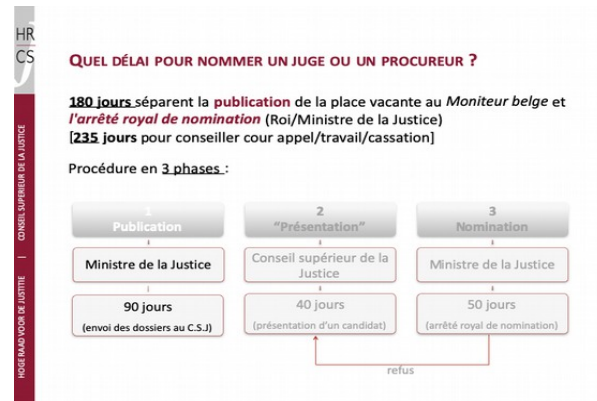 HR
CS
J
QUEL DÉLAI POUR NOMMER UN JUGE OU UN PROCUREUR ?
180 jours séparent la publication de la place vacante au Moniteur belge et
l'arrêté royal de nomination (Roi/Ministre de la Justice)
[235 jours pour conseiller cour appel/travail/cassation]
Procédure en 3 phases :
1
Publication
Ministre de la Justice
90 jours
(envoi des dossiers au C.S.J)
2
"Présentation"
Conseil supérieur de la
Justice
40 jours
(présentation d'un candidat)
3
Nomination
Ministre de la Justice
50 jours
(arrêté royal de nomination)
refus
HOGE RAAD VOOR DE JUSTITIE | CONSEIL SUPERIEUR DE LA JUSTICE